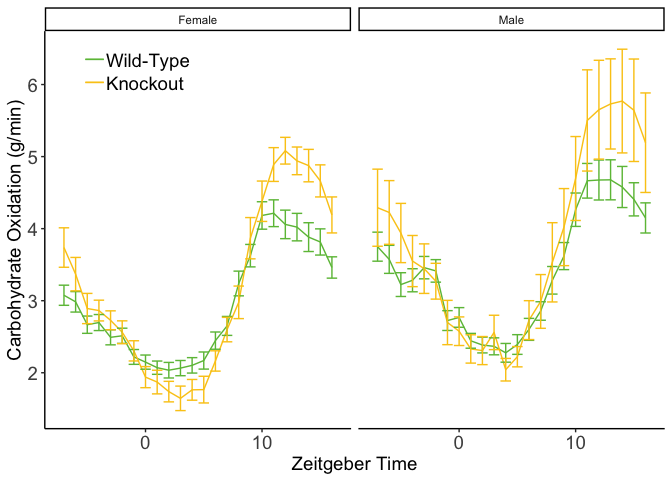 Female
Male
Wild-Type
Knockout
Carbohydrate Oxidation (g/min)
6
5
4
3
2
0
10
0
10
Zeitgeber Time